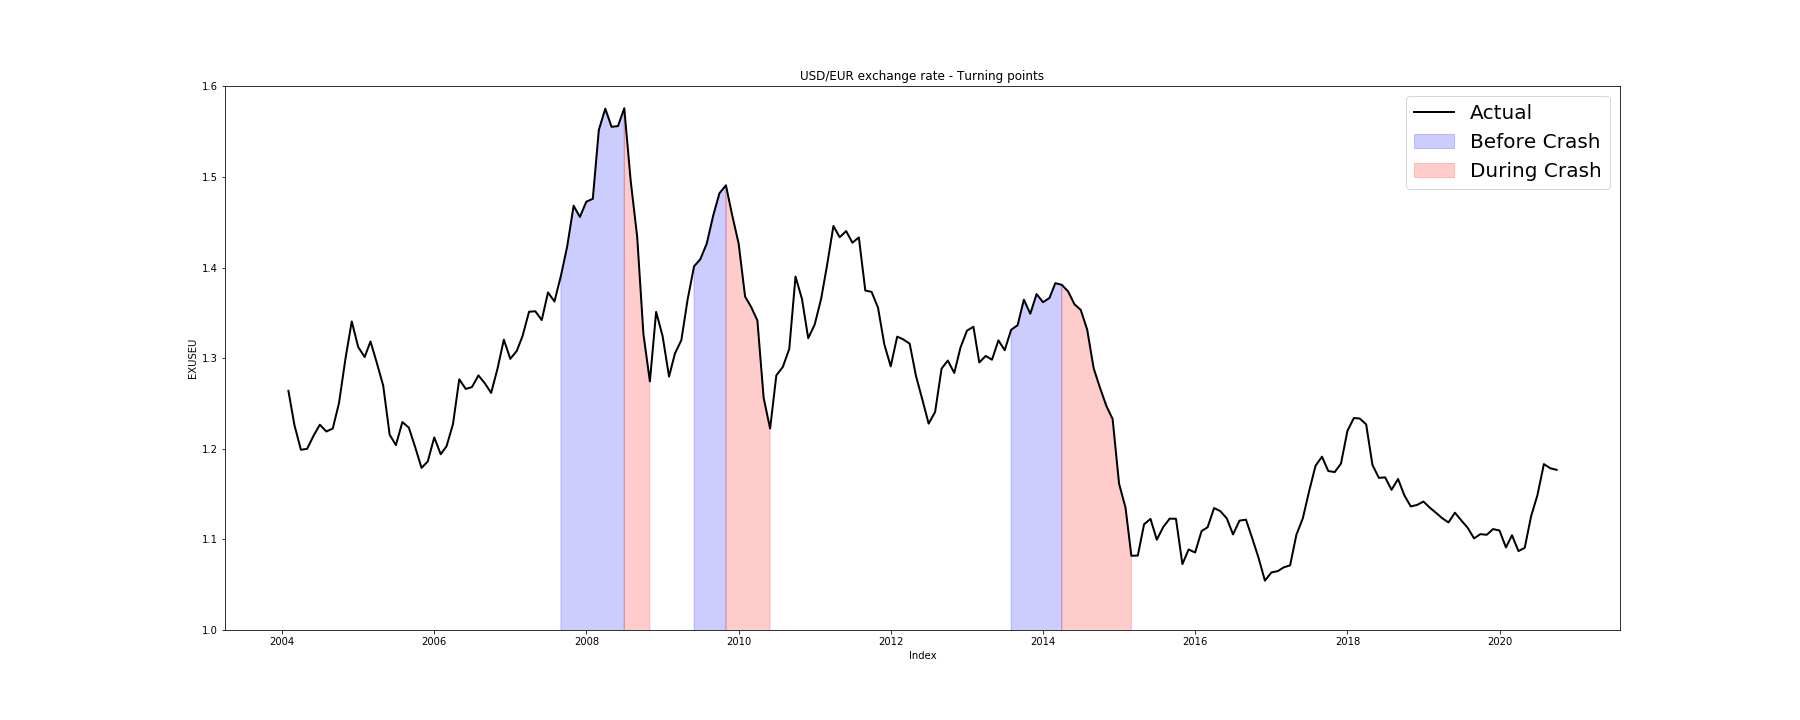 USD/EUR exchange rate - Turning points
1.6
1.5
1.4
1.3
1.2
1.1
1.0
EXUSEU
Actual
Before Crash
During Crash
2004 2006 2008 2010 2012 2014 2016 2018 2020
Index